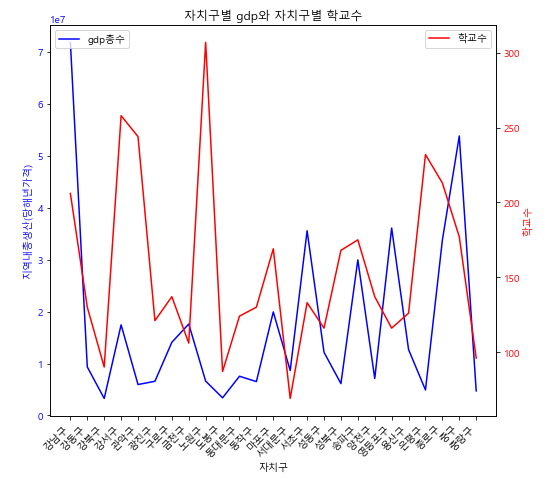 자치구별 gdp와 자치구별 학교수
1e7
gdp총수
학교수
7
6
5
4
3
2
1
0
지역내총생산(당해년가격)
300
250
200
150
100
학교수
강남구
강동구
강북구
강서구
관악구
광진구
구로구
금천구
노원구
도봉구
동대문구
동작구
마포구
서대문구
서초구
성동구
성북구
송파구
양천구
영등포구
용산구
은평구
종로구
중구
중랑구
자치구